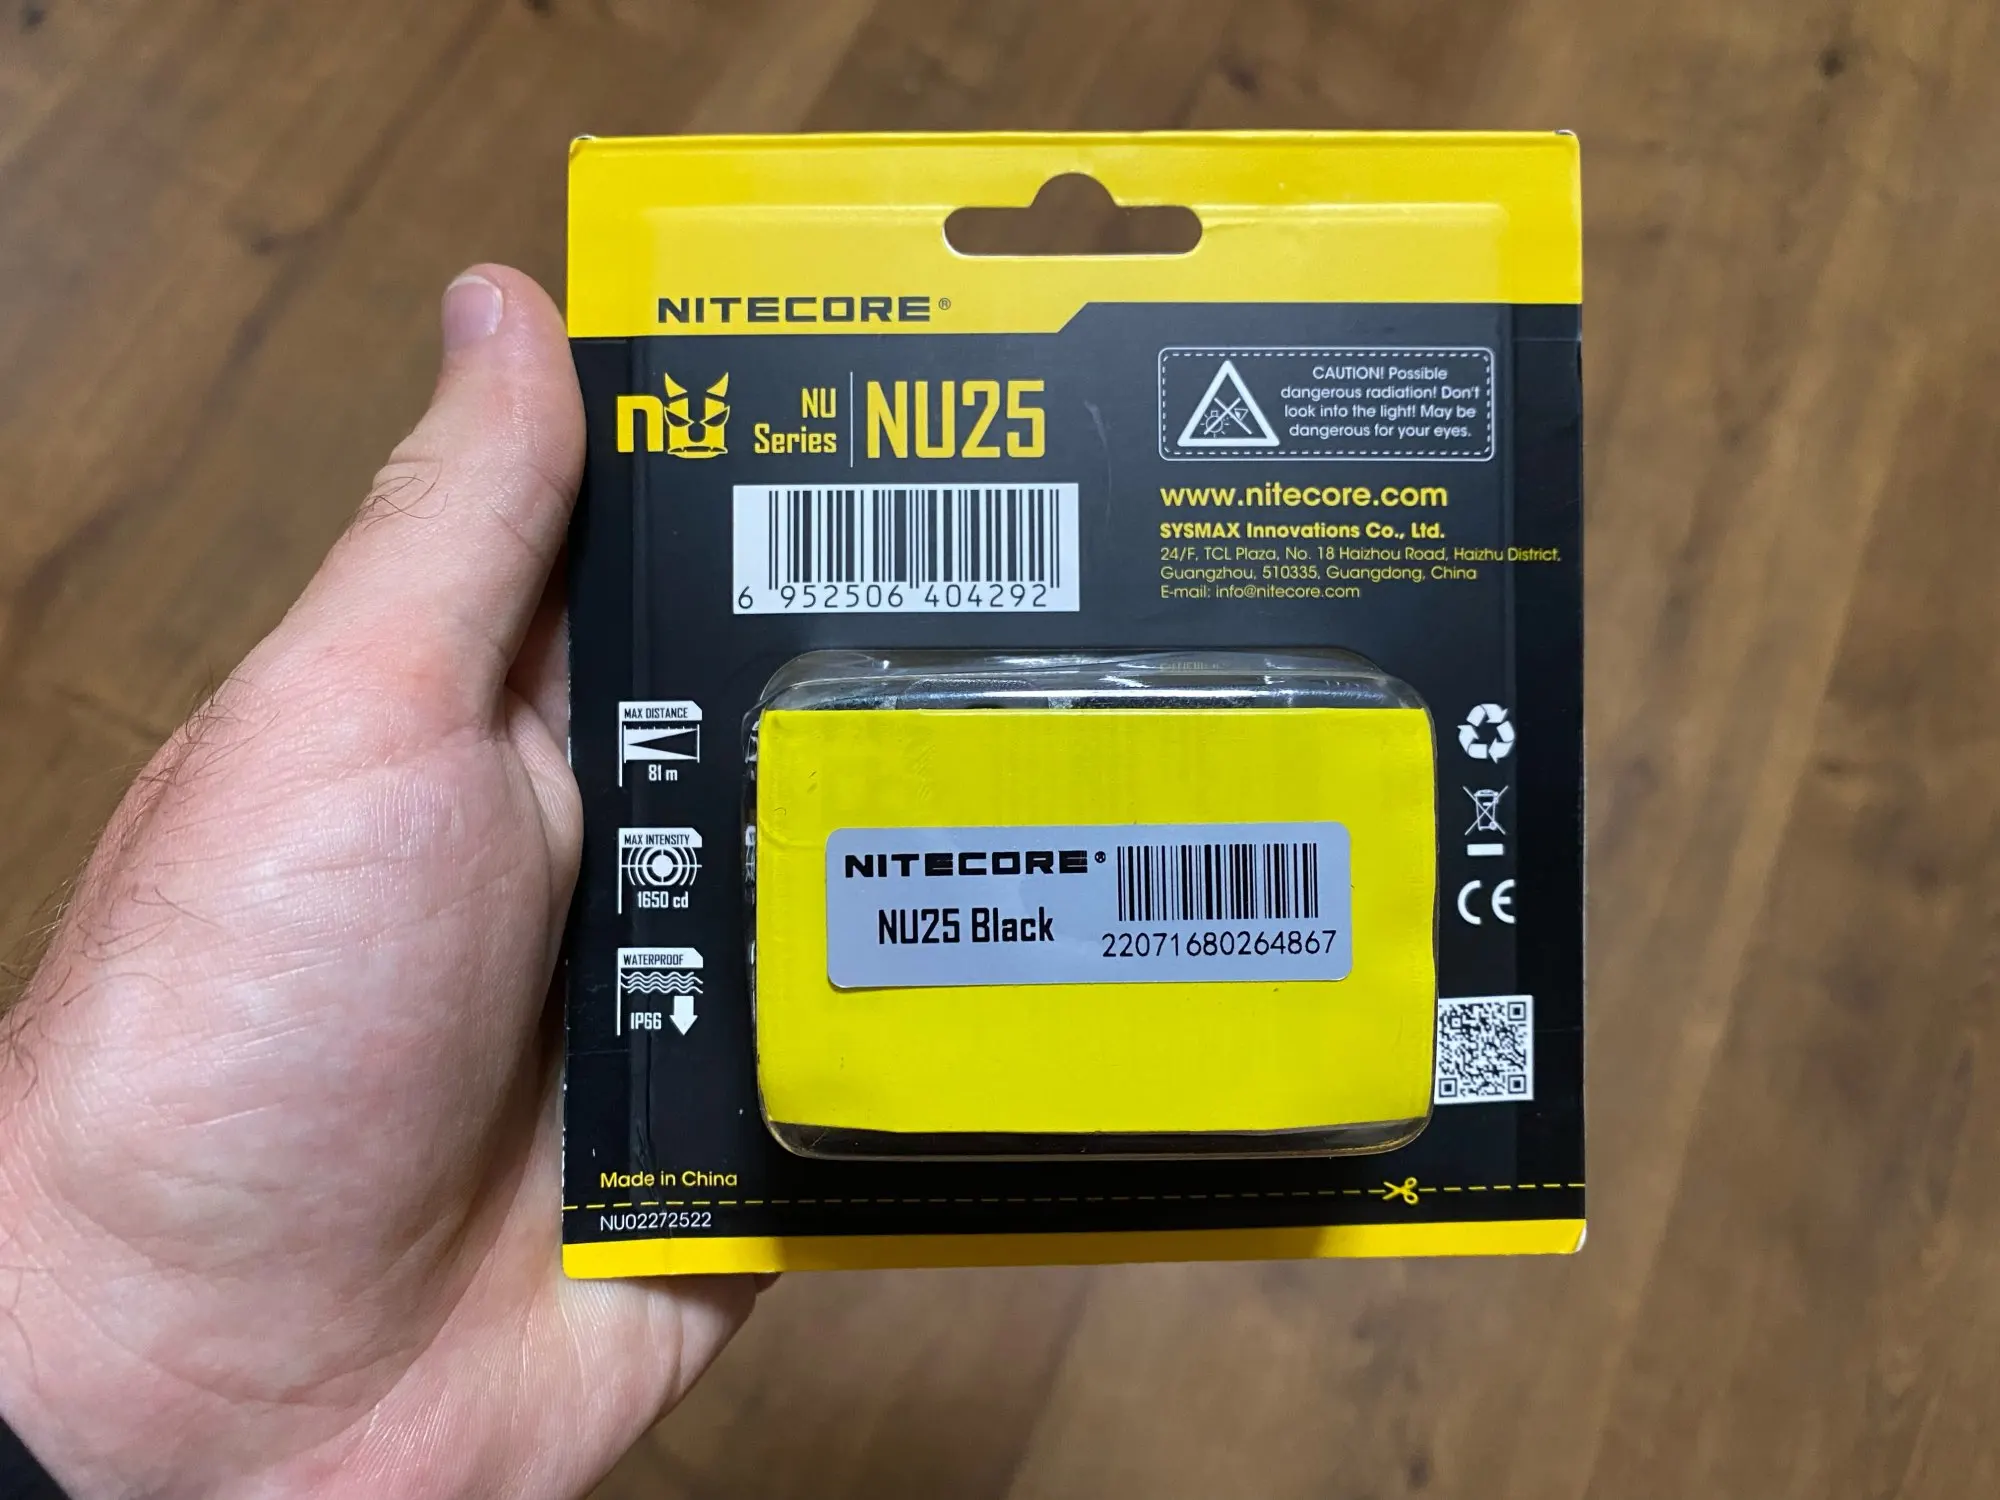 NITECORE®
nu
NU
Series
NU25
CAUTION! Possible
dangerous radiation! Don't
look into the light! May be
dangerous for your eyes.
6 952506 404292
www.nitecore.com
SYSMAX Innovations Co., Ltd.
24/F, TCL Plaza, No. 18 Haizhou Road, Haizhu District,
Guangzhou, 510335, Guangdong, China
E-mail: info@nitecore.com
MAX DISTANCE
81 m
MAX INTENSITY
1650 cd
WATERPROOF
IP66
NITECORE®
NU25 Black
22071680264867
CE
Made in China
NU02272522